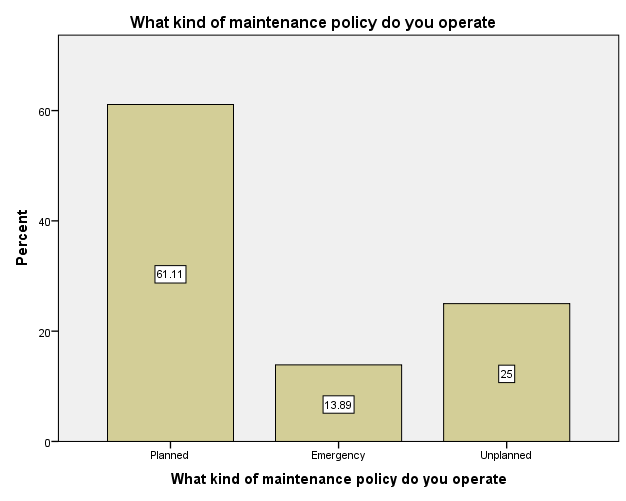 What kind of maintenance policy do you operate
Percent
60
40
20
0
61.11
13.89
25
Planned
Emergency
Unplanned
What kind of maintenance policy do you operate